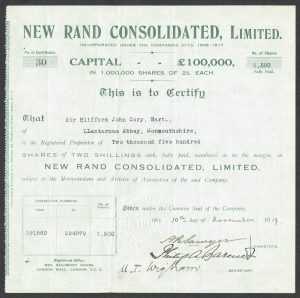 NEW RAND CONSOLIDATED, LIMITED.
INCORPORATED UNDER THE COMPANIES ACTS, 1908-1917
No. of Certificate. 30
No. of Shares 2,500 Fully Paid.
CAPITAL - - £100,000,
IN 1,000,000 SHARES OF 2S. EACH.
This is to Certify
That Sir Clifford John Cory, Bart.,
of Llantarnam Abbey, Monmouthshire,
is the Registered Proprietor of Two thousand five hundred
SHARES OF TWO SHILLINGS each, fully paid, numbered as in the margin, in
NEW RAND CONSOLIDATED, LIMITED.
subject to the Memorandum and Articles of Association of the said Company.
DISTINCTIVE NUMBERS
291580 294079 2,500
Given under the Common Seal of the Company,
this 10th day of November 1919
DIRECTORS
SECRETARY
Registered Office:
SALISBURY HOUSE,
LONDON WALL, E.C. 2.